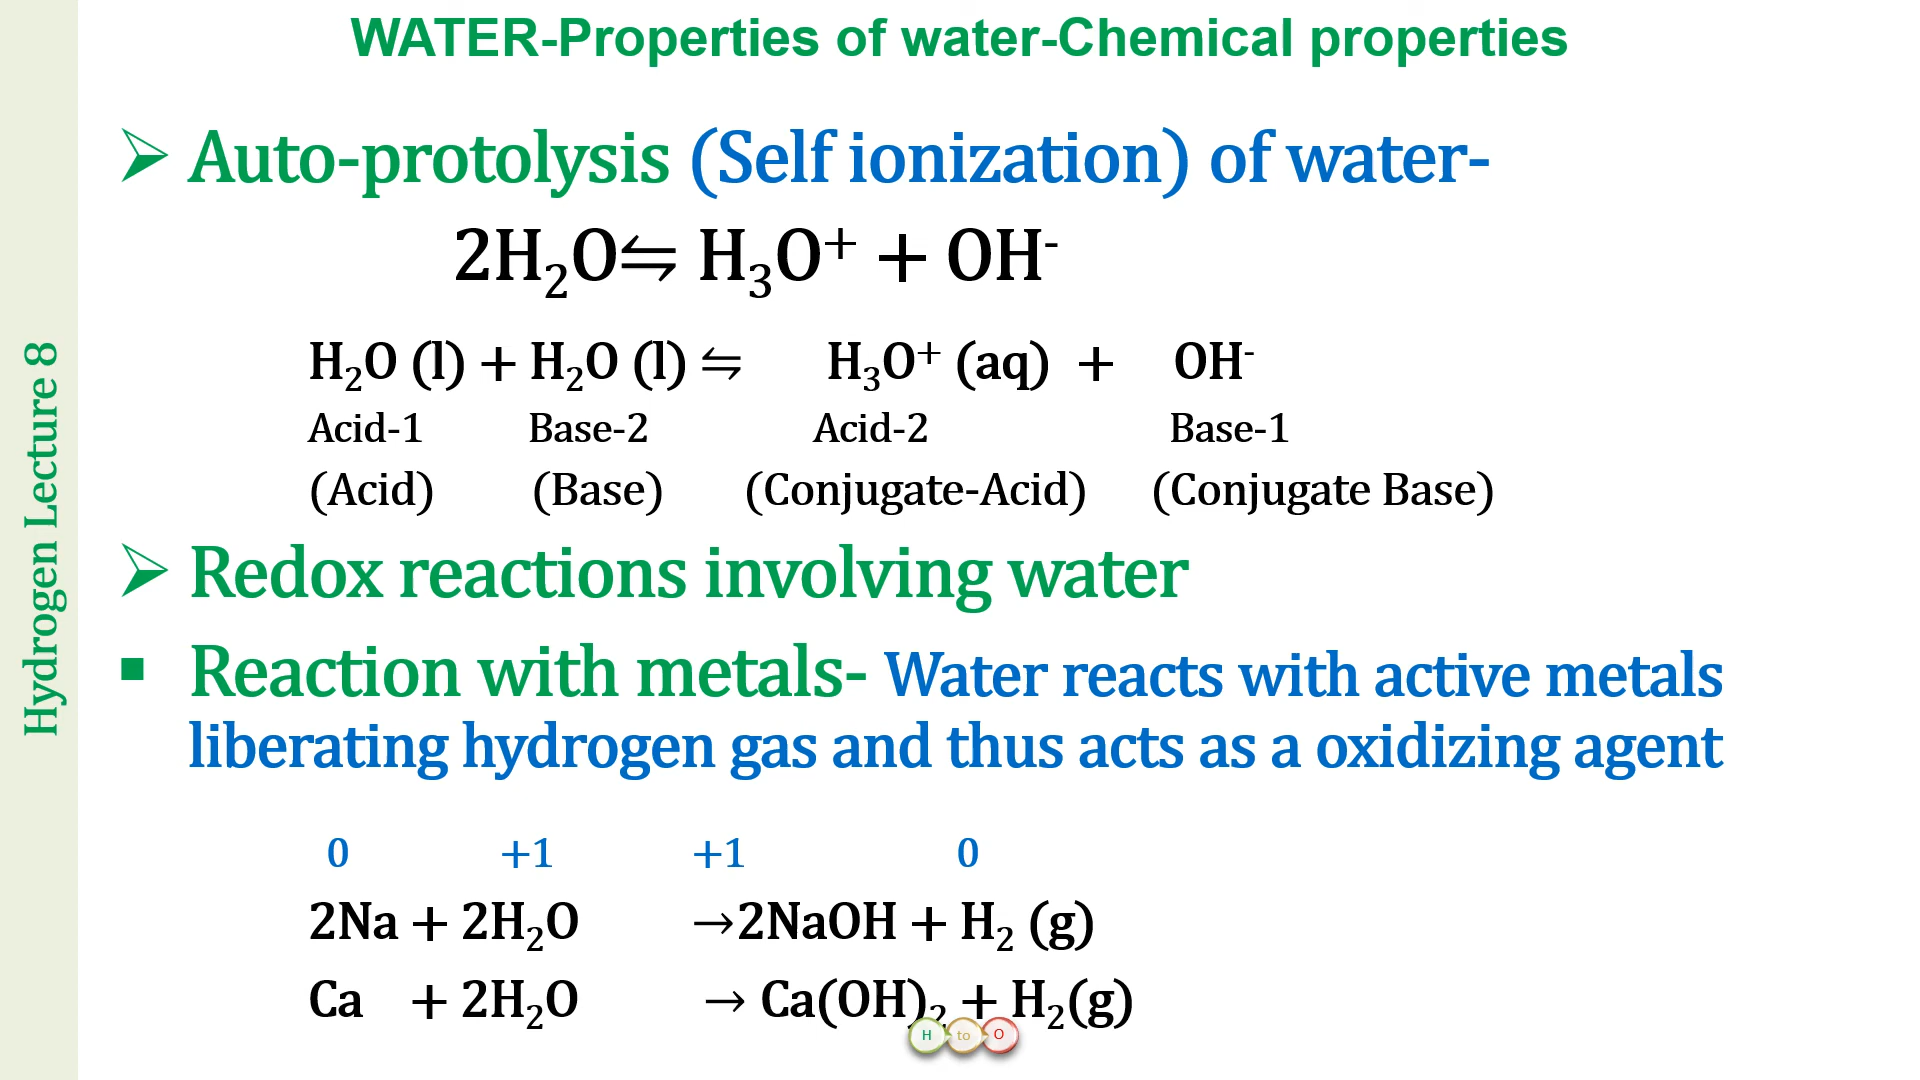 WATER-Properties of water-Chemical properties
➢ Auto-protolysis (Self ionization) of water-
2H₂O⇋ H₃O⁺ + OH⁻
H₂O (l) + H₂O (l) ⇋ H₃O⁺ (aq) + OH⁻
Acid-1 Base-2 Acid-2 Base-1
(Acid) (Base) (Conjugate-Acid) (Conjugate Base)
➢ Redox reactions involving water
▪ Reaction with metals- Water reacts with active metals
liberating hydrogen gas and thus acts as a oxidizing agent
0 +1 +1 0
2Na + 2H₂O →2NaOH + H₂ (g)
Ca + 2H₂O → Ca(OH)₂ + H₂(g)
H to O
Hydrogen Lecture 8